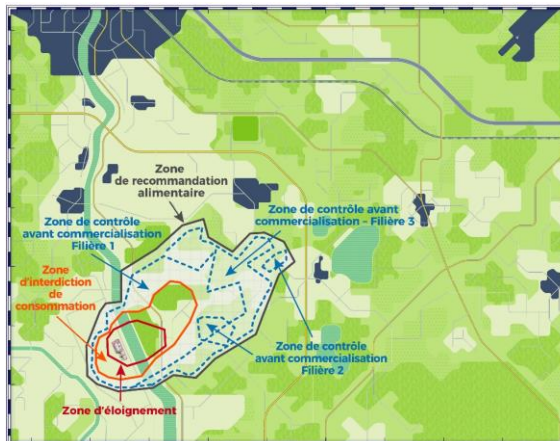 Zone
de recommandation
alimentaire
Zone de contrôle
avant commercialisation
Filière 1
Zone de contrôle avant
commercialisation – Filière 3
Zone
d'interdiction de
consommation
Zone de contrôle
avant commercialisation
Filière 2
Zone d'éloignement